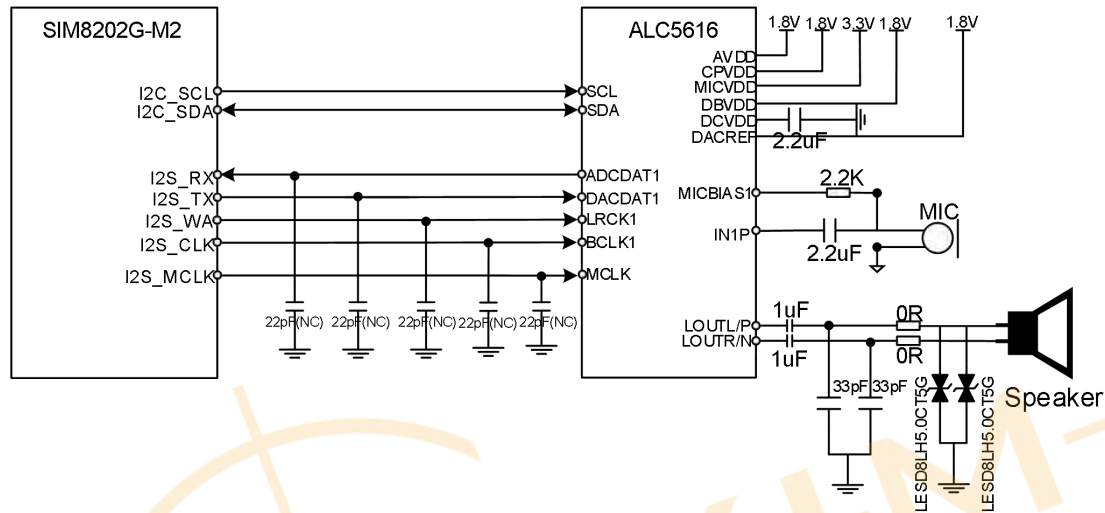 SIM8202G-M2
ALC5616
1.8V 1.8V 3.3V 1.8V 1.8V
AVDD
CPVDD
MICVDD
DBVDD
DCVDD
DACREF
2.2uF
I2C_SCL
SCL
I2C_SDA
SDA
I2S_RX
ADCDAT1
I2S_TX
DACDAT1
I2S_WA
LRCK1
I2S_CLK
BCLK1
I2S_MCLK
MCLK
22pF(NC) 22pF(NC) 22pF(NC) 22pF(NC) 22pF(NC)
MICBIAS1
2.2K
MIC
IN1P
2.2uF
LOUTL/P
1uF
0R
LOUTR/N
1uF
0R
33pF 33pF
LESD8LH5.0CT5G
LESD8LH5.0CT5G
Speaker
IM-